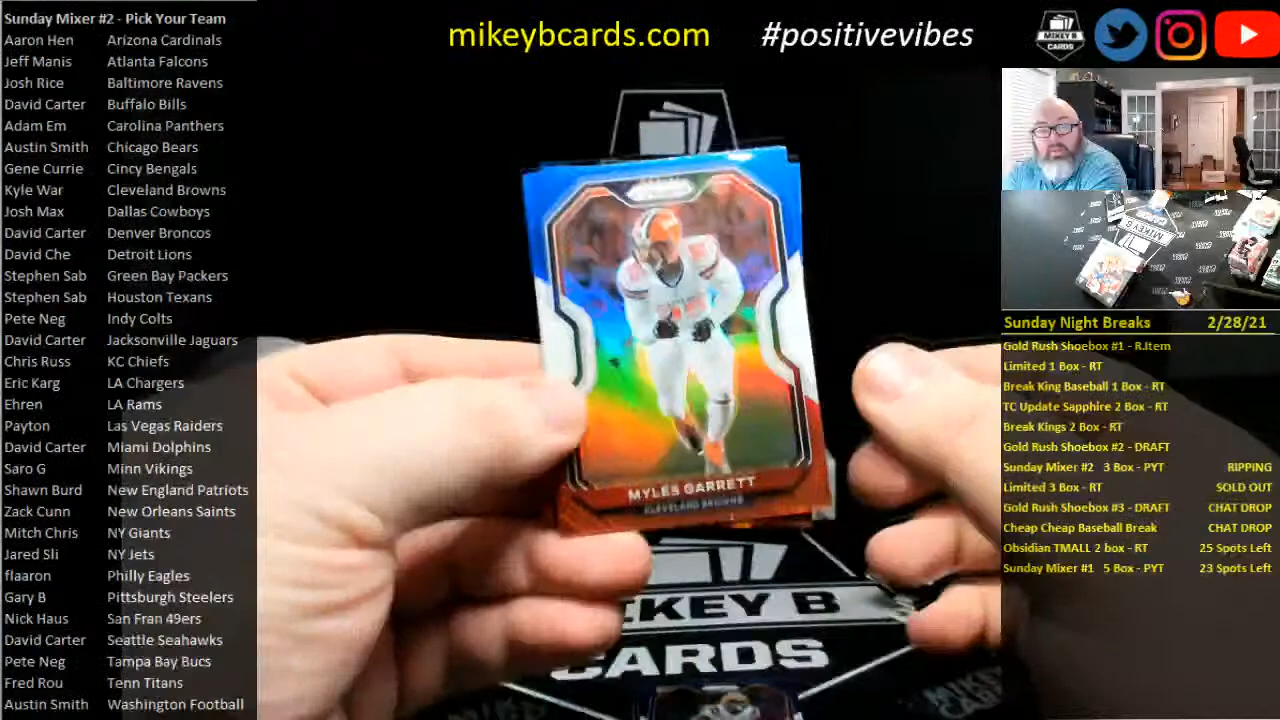 Sunday Mixer #2 - Pick Your Team
Aaron Hen Arizona Cardinals
Jeff Manis Atlanta Falcons
Josh Rice Baltimore Ravens
David Carter Buffalo Bills
Adam Em Carolina Panthers
Austin Smith Chicago Bears
Gene Currie Cincy Bengals
Kyle War Cleveland Browns
Josh Max Dallas Cowboys
David Carter Denver Broncos
David Che Detroit Lions
Stephen Sab Green Bay Packers
Stephen Sab Houston Texans
Pete Neg Indy Colts
David Carter Jacksonville Jaguars
Chris Russ KC Chiefs
Eric Karg LA Chargers
Ehren LA Rams
Payton Las Vegas Raiders
David Carter Miami Dolphins
Saro G Minn Vikings
Shawn Burd New England Patriots
Zack Cunn New Orleans Saints
Mitch Chris NY Giants
Jared Sli NY Jets
flaaron Philly Eagles
Gary B Pittsburgh Steelers
Nick Haus San Fran 49ers
David Carter Seattle Seahawks
Pete Neg Tampa Bay Bucs
Fred Rou Tenn Titans
Austin Smith Washington Football
mikeybcards.com #positivevibes
MIKEY B
CARDS
PRIZM
MYLES GARRETT
CLEVELAND BROWNS
IKEY B
CARDS
Sunday Night Breaks 2/28/21
Gold Rush Shoebox #1 - R.Item
Limited 1 Box - RT
Break King Baseball 1 Box - RT
TC Update Sapphire 2 Box - RT
Break Kings 2 Box - RT
Gold Rush Shoebox #2 - DRAFT
Sunday Mixer #2 3 Box - PYT RIPPING
Limited 3 Box - RT SOLD OUT
Gold Rush Shoebox #3 - DRAFT CHAT DROP
Cheap Cheap Baseball Break CHAT DROP
Obsidian TMALL 2 box - RT 25 Spots Left
Sunday Mixer #1 5 Box - PYT 23 Spots Left